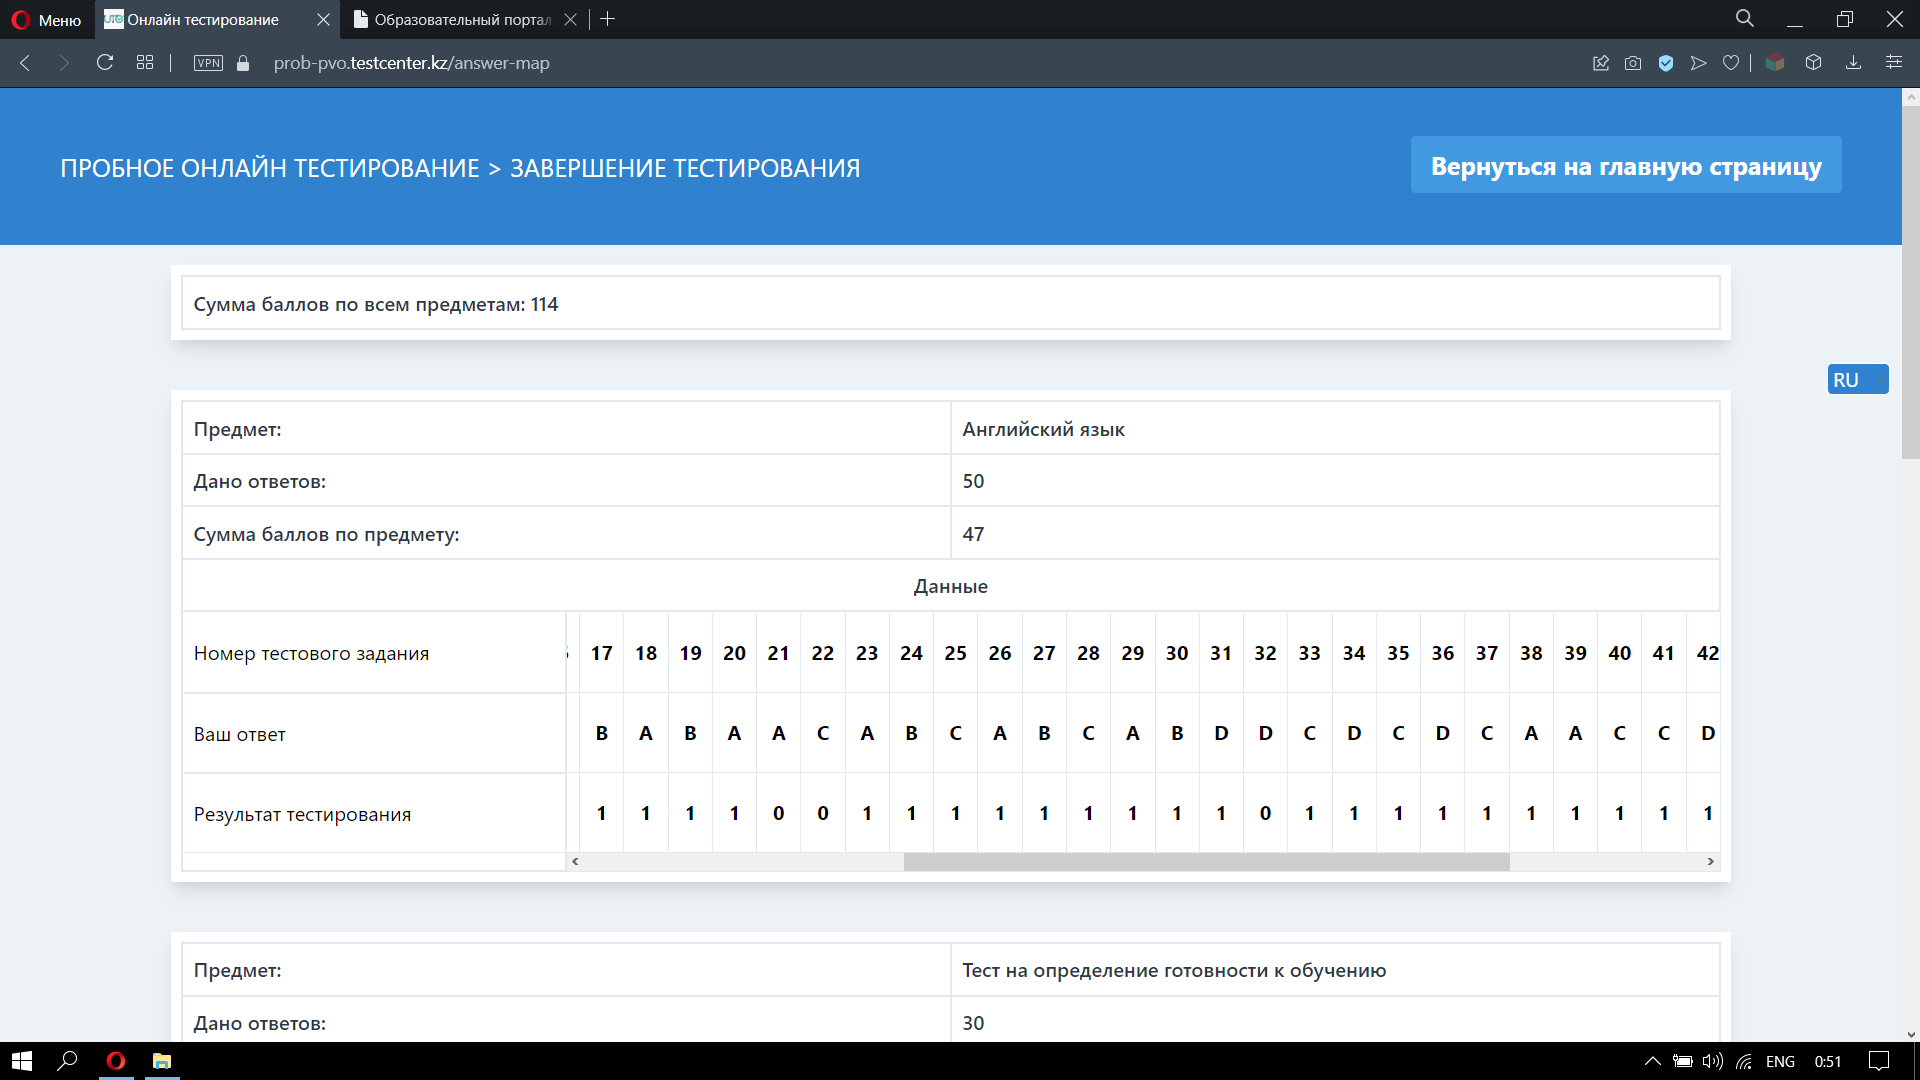 Меню
Онлайн тестирование
Образовательный портал
VPN
prob-pvo.testcenter.kz/answer-map
ПРОБНОЕ ОНЛАЙН ТЕСТИРОВАНИЕ > ЗАВЕРШЕНИЕ ТЕСТИРОВАНИЯ
Вернуться на главную страницу
Сумма баллов по всем предметам: 114
RU
Предмет: Английский язык
Дано ответов: 50
Сумма баллов по предмету: 47
Данные
Номер тестового задания 17 18 19 20 21 22 23 24 25 26 27 28 29 30 31 32 33 34 35 36 37 38 39 40 41 42
Ваш ответ B A B A A C A B C A B C A B D D C D C D C A A C C D
Результат тестирования 1 1 1 1 0 0 1 1 1 1 1 1 1 1 1 0 1 1 1 1 1 1 1 1 1 1
Предмет: Тест на определение готовности к обучению
Дано ответов: 30
ENG 0:51